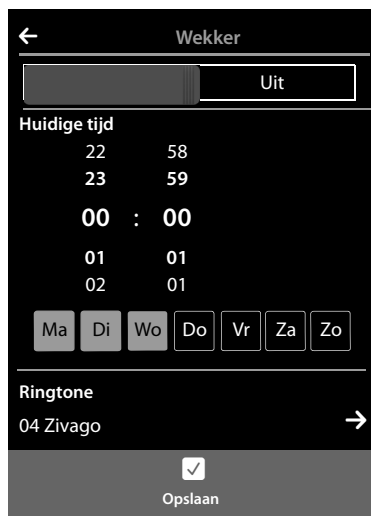 Wekker
Uit
Huidige tijd
22 58
23 59
00 : 00
01 01
02 01
Ma Di Wo Do Vr Za Zo
Ringtone
04 Zivago
Opslaan